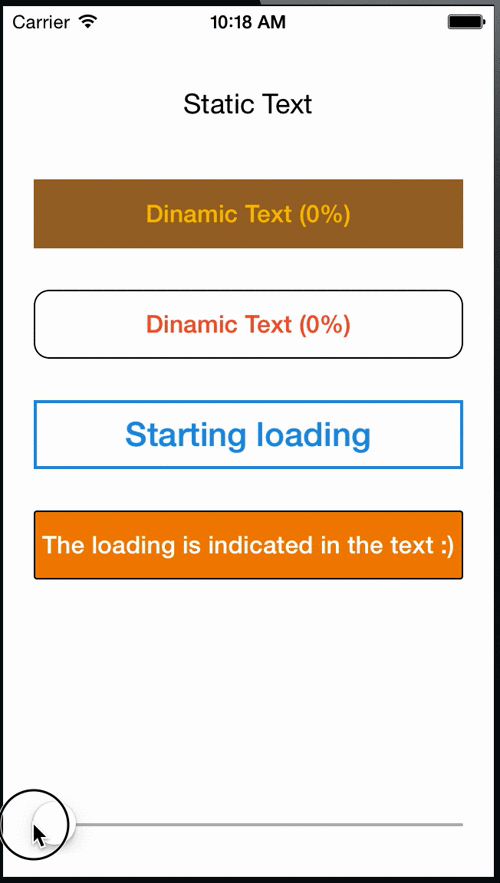 Carrier 10:18 AM
Static Text
Dinamic Text (0%)
Dinamic Text (0%)
Starting loading
The loading is indicated in the text :)